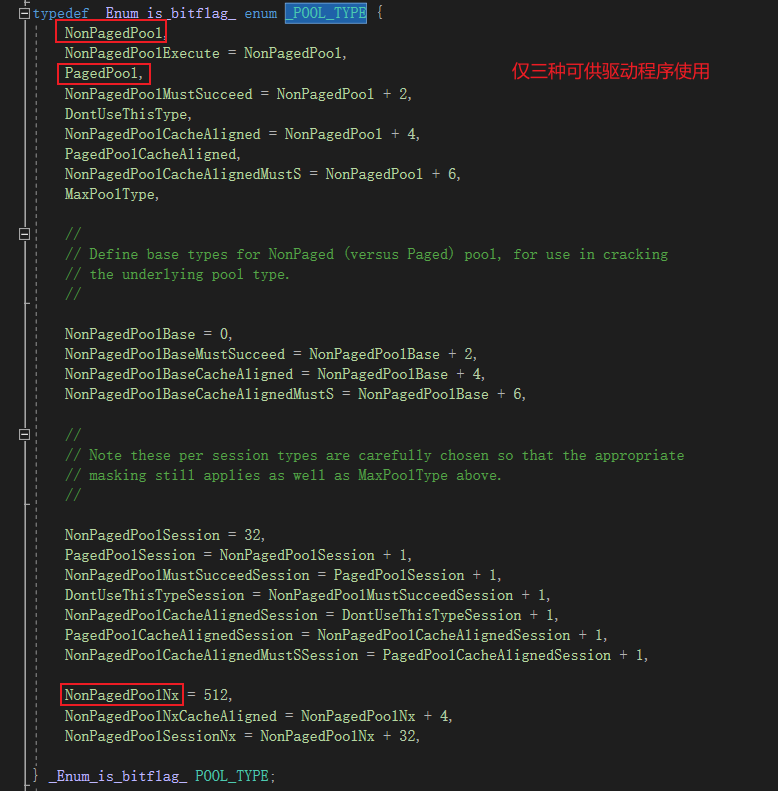 typedef _Enum_is_bitflag_ enum _POOL_TYPE {
NonPagedPool,
NonPagedPoolExecute = NonPagedPool,
PagedPool,
仅三种可供驱动程序使用
NonPagedPoolMustSucceed = NonPagedPool + 2,
DontUseThisType,
NonPagedPoolCacheAligned = NonPagedPool + 4,
PagedPoolCacheAligned,
NonPagedPoolCacheAlignedMustS = NonPagedPool + 6,
MaxPoolType,
//
// Define base types for NonPaged (versus Paged) pool, for use in cracking
// the underlying pool type.
//
NonPagedPoolBase = 0,
NonPagedPoolBaseMustSucceed = NonPagedPoolBase + 2,
NonPagedPoolBaseCacheAligned = NonPagedPoolBase + 4,
NonPagedPoolBaseCacheAlignedMustS = NonPagedPoolBase + 6,
//
// Note these per session types are carefully chosen so that the appropriate
// masking still applies as well as MaxPoolType above.
//
NonPagedPoolSession = 32,
PagedPoolSession = NonPagedPoolSession + 1,
NonPagedPoolMustSucceedSession = PagedPoolSession + 1,
DontUseThisTypeSession = NonPagedPoolMustSucceedSession + 1,
NonPagedPoolCacheAlignedSession = DontUseThisTypeSession + 1,
PagedPoolCacheAlignedSession = NonPagedPoolCacheAlignedSession + 1,
NonPagedPoolCacheAlignedMustSSession = PagedPoolCacheAlignedSession + 1,
NonPagedPoolNx = 512,
NonPagedPoolNxCacheAligned = NonPagedPoolNx + 4,
NonPagedPoolSessionNx = NonPagedPoolNx + 32,
} _Enum_is_bitflag_ POOL_TYPE;